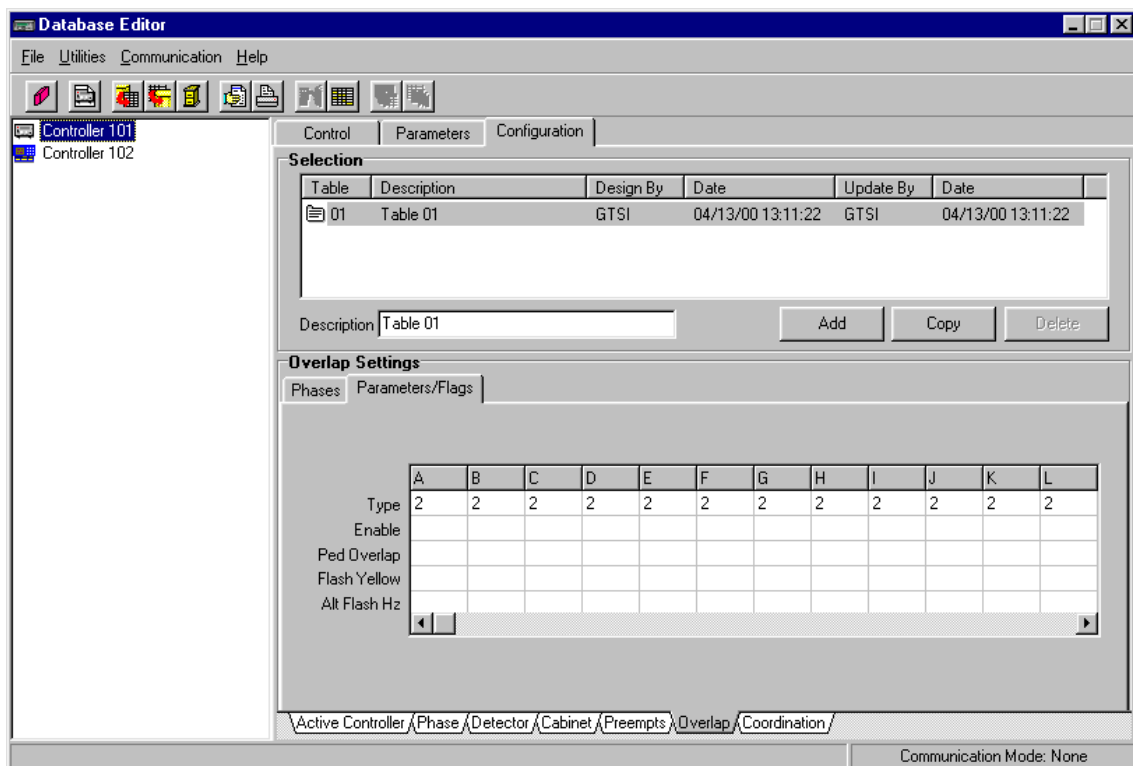 Database Editor
File Utilities Communication Help
Controller 101
Controller 102
Control Parameters Configuration
Selection
Table Description Design By Date Update By Date
01 Table 01 GTSI 04/13/00 13:11:22 GTSI 04/13/00 13:11:22
Description Table 01 Add Copy Delete
Overlap Settings
Phases Parameters/Flags
A B C D E F G H I J K L
Type 2 2 2 2 2 2 2 2 2 2 2 2
Enable
Ped Overlap
Flash Yellow
Alt Flash Hz
Active Controller Phase Detector Cabinet Preempts Overlap Coordination
Communication Mode: None